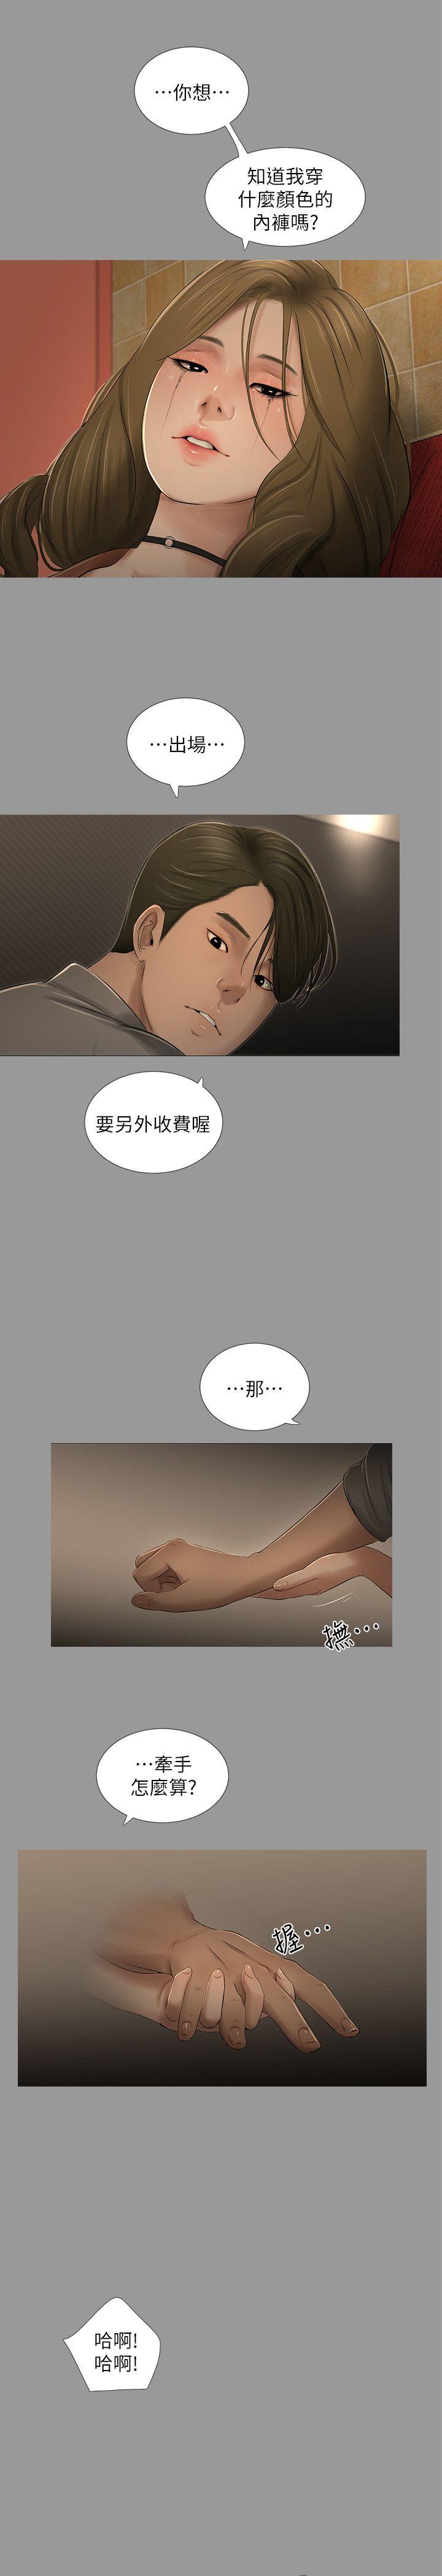 …你想…
知道我穿
什麼顏色的
內褲嗎?
…出場…
要另外收費喔
…那…
撫…
…牽手
怎麼算?
握…
哈啊!
哈啊!